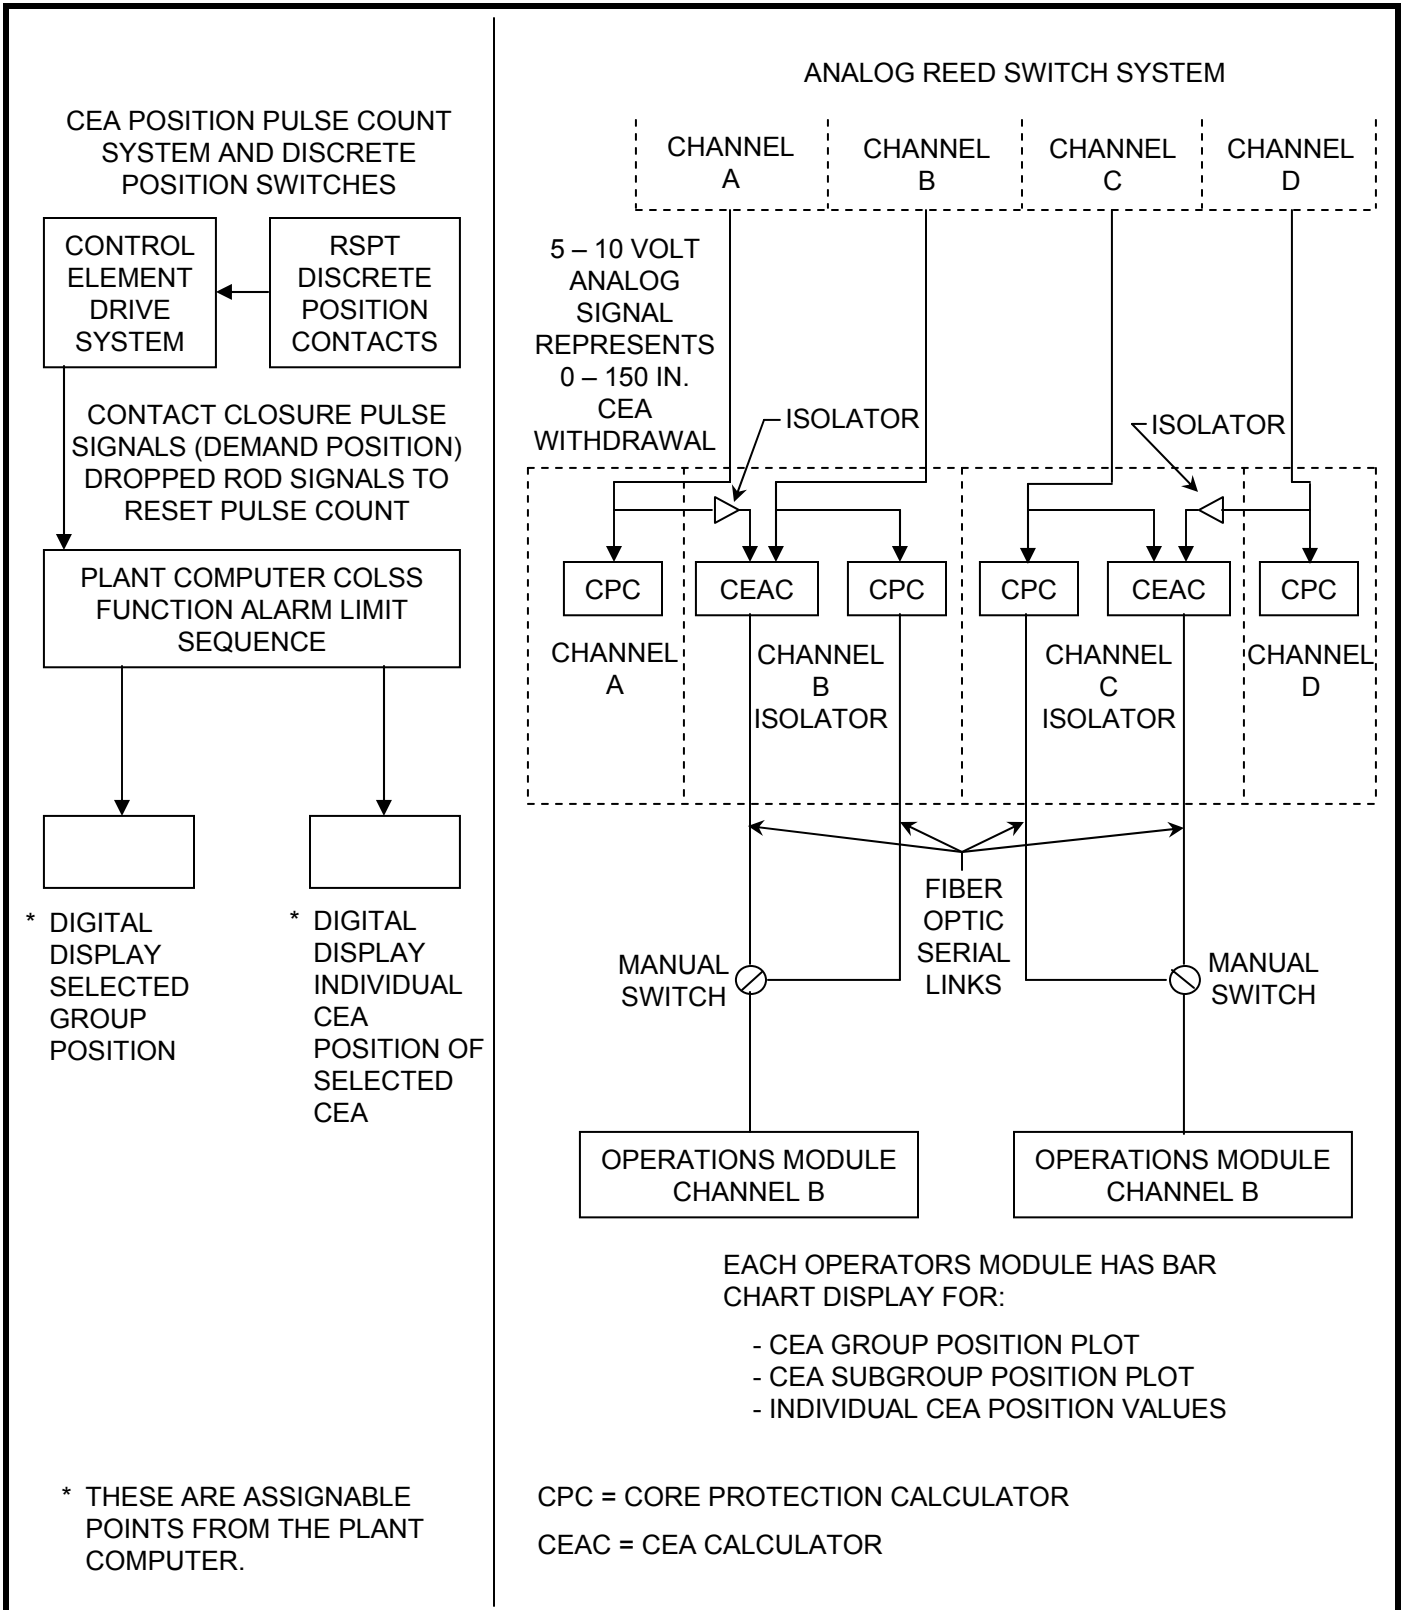 CEA POSITION PULSE COUNT
SYSTEM AND DISCRETE
POSITION SWITCHES
CONTROL
ELEMENT
DRIVE
SYSTEM
RSPT
DISCRETE
POSITION
CONTACTS
CONTACT CLOSURE PULSE
SIGNALS (DEMAND POSITION)
DROPPED ROD SIGNALS TO
RESET PULSE COUNT
PLANT COMPUTER COLSS
FUNCTION ALARM LIMIT
SEQUENCE
* DIGITAL
DISPLAY
SELECTED
GROUP
POSITION
* DIGITAL
DISPLAY
INDIVIDUAL
CEA
POSITION OF
SELECTED
CEA
* THESE ARE ASSIGNABLE
POINTS FROM THE PLANT
COMPUTER.
ANALOG REED SWITCH SYSTEM
CHANNEL
A
CHANNEL
B
CHANNEL
C
CHANNEL
D
5 – 10 VOLT
ANALOG
SIGNAL
REPRESENTS
0 – 150 IN.
CEA
WITHDRAWAL
ISOLATOR
ISOLATOR
CPC
CEAC
CPC
CPC
CEAC
CPC
CHANNEL
A
CHANNEL
B
ISOLATOR
CHANNEL
C
ISOLATOR
CHANNEL
D
FIBER
OPTIC
SERIAL
LINKS
MANUAL
SWITCH
MANUAL
SWITCH
OPERATIONS MODULE
CHANNEL B
OPERATIONS MODULE
CHANNEL B
EACH OPERATORS MODULE HAS BAR
CHART DISPLAY FOR:
- CEA GROUP POSITION PLOT
- CEA SUBGROUP POSITION PLOT
- INDIVIDUAL CEA POSITION VALUES
CPC = CORE PROTECTION CALCULATOR
CEAC = CEA CALCULATOR